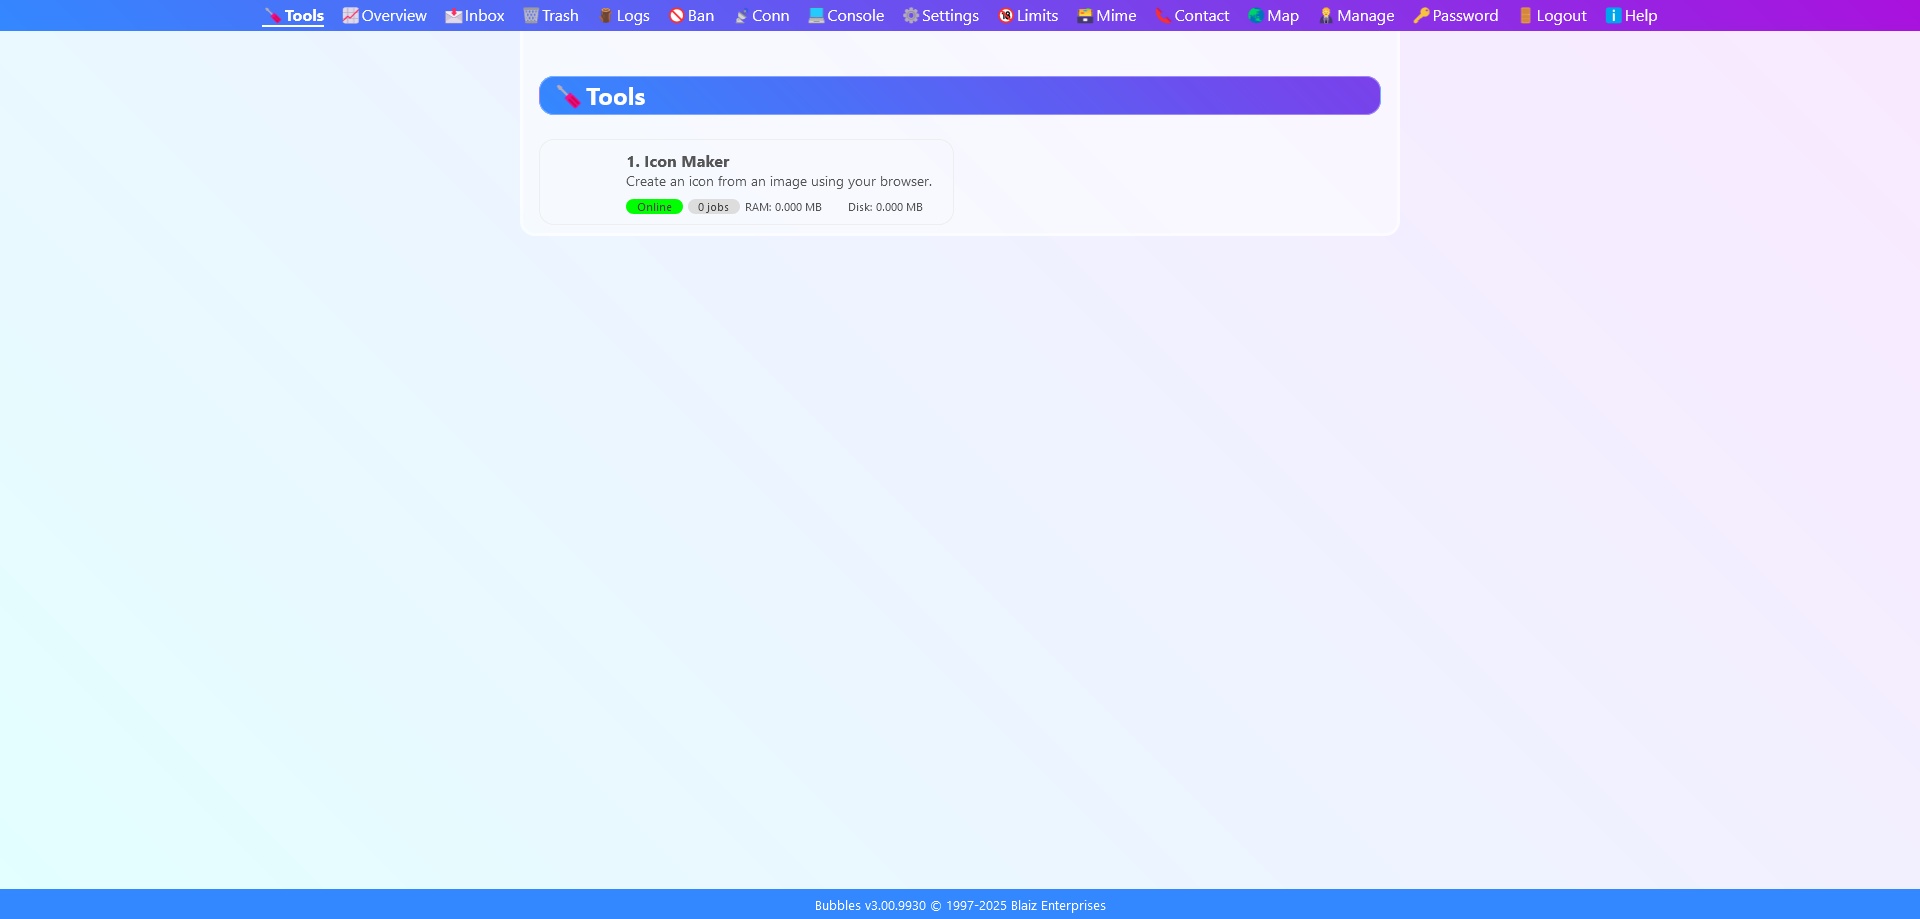 Tools Overview Inbox Trash Logs Ban Conn Console Settings Limits Mime Contact Map Manage Password Logout Help
Tools
1. Icon Maker
Create an icon from an image using your browser.
Online 0 jobs RAM: 0.000 MB Disk: 0.000 MB
Bubbles v3.00.9930 © 1997-2025 Blaiz Enterprises